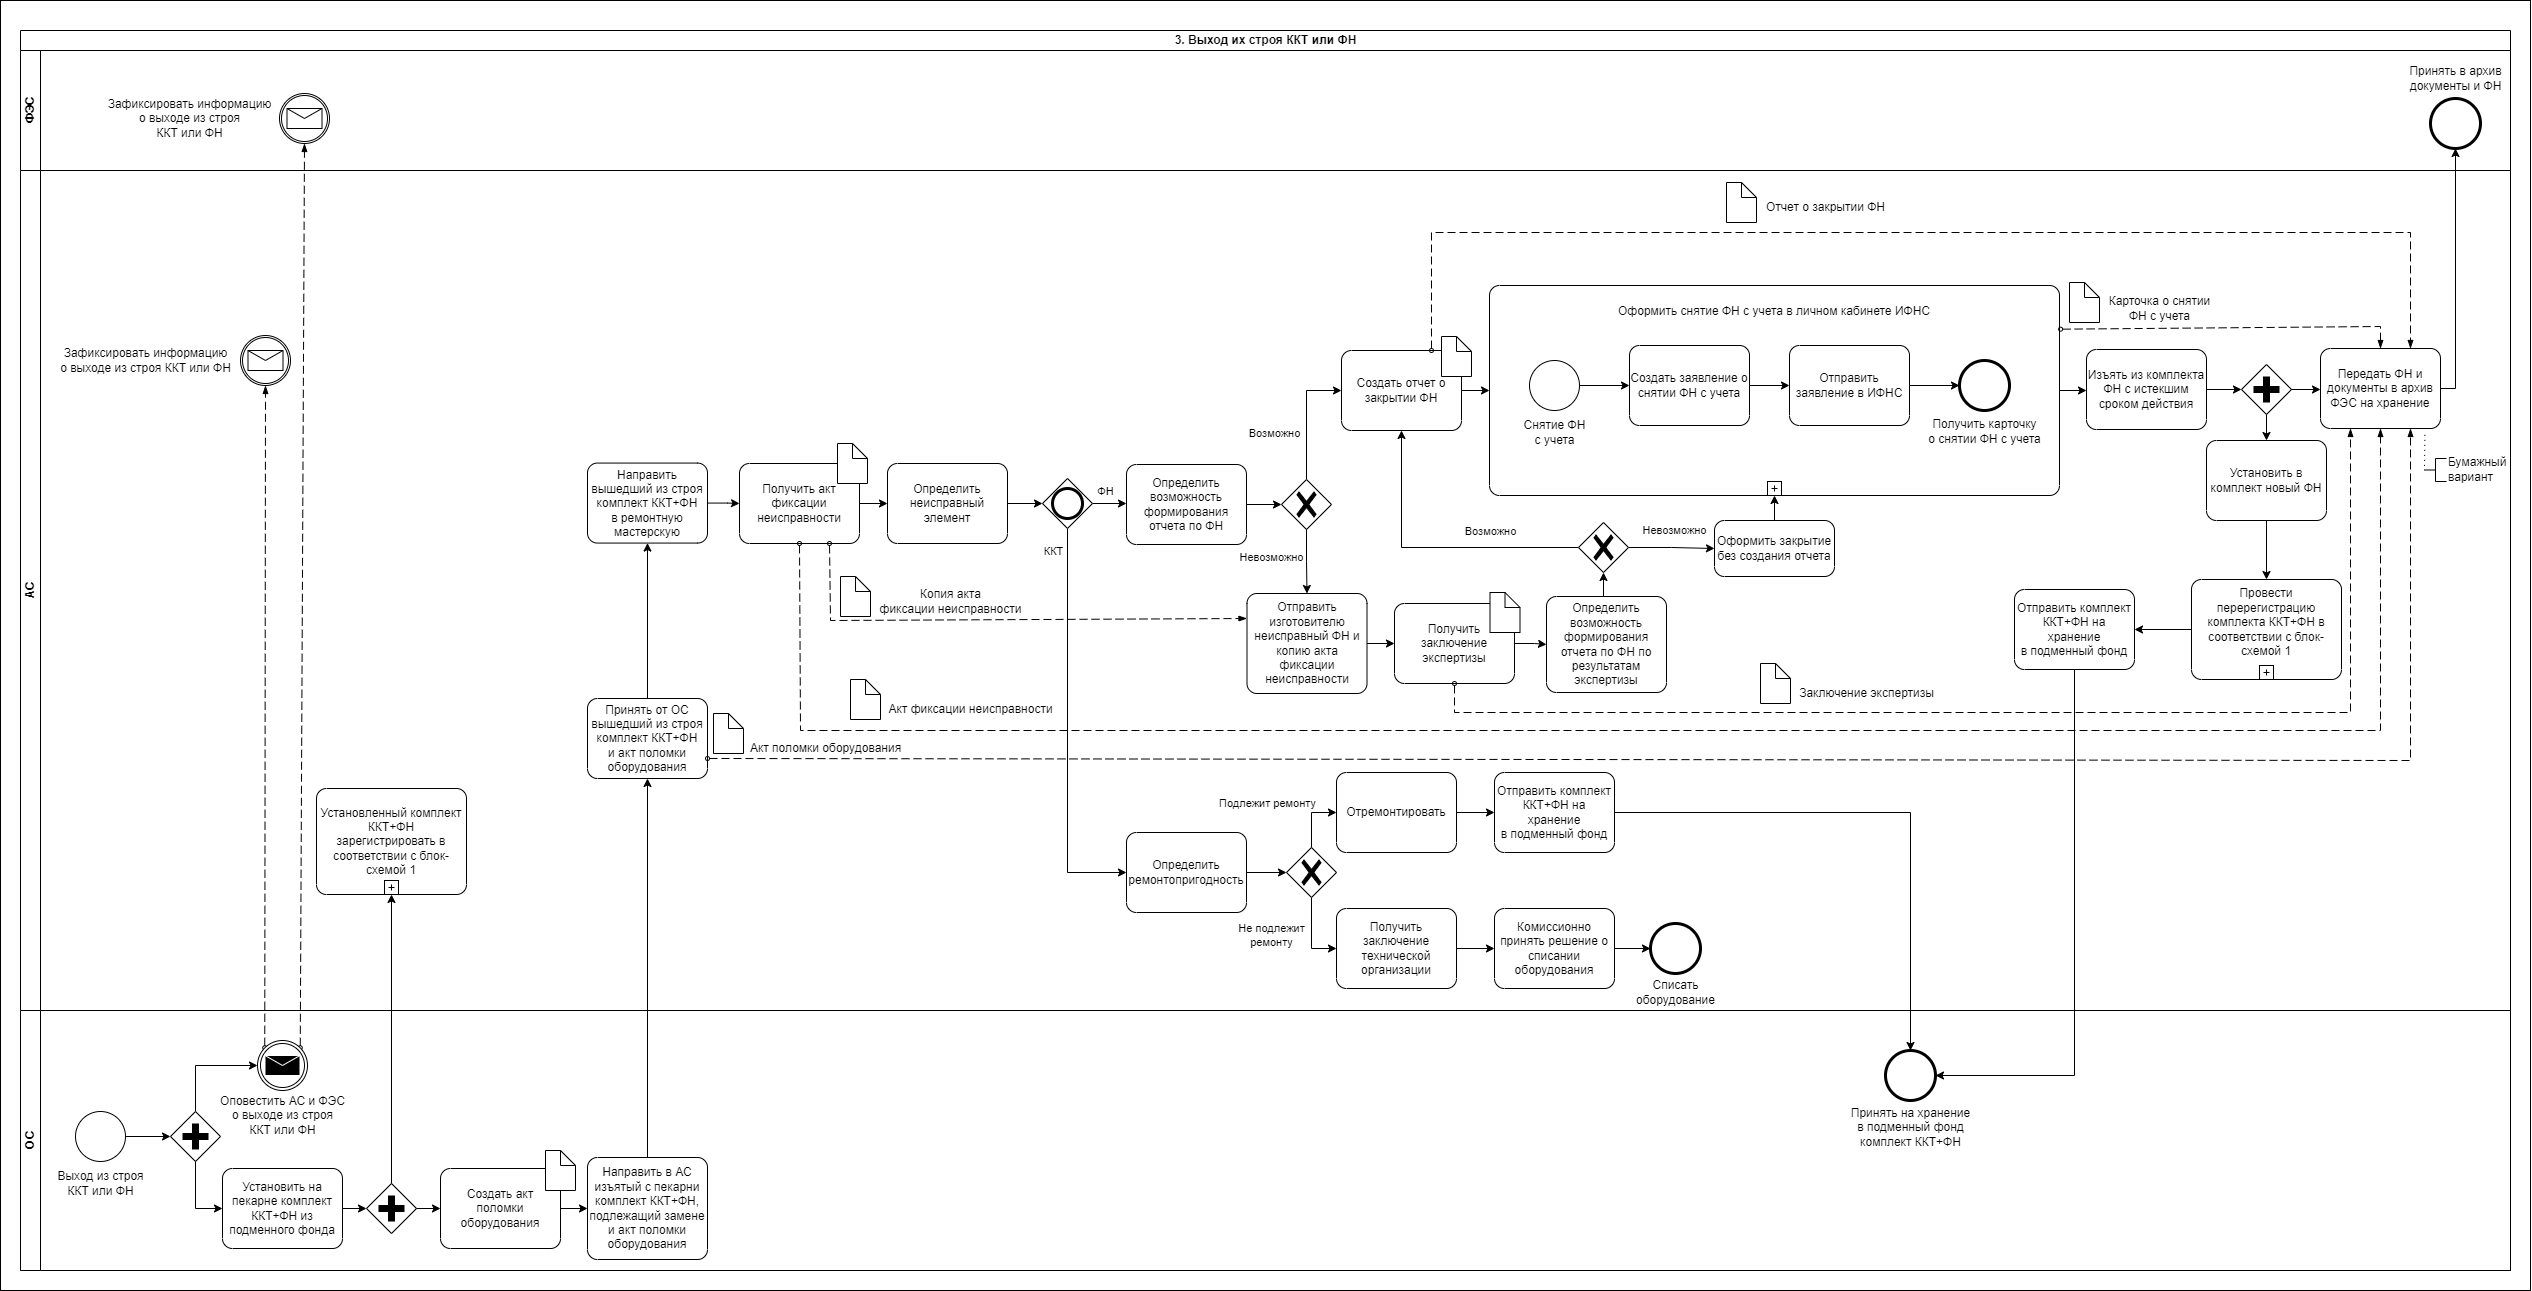 3. Выход их строя ККТ или ФН
ФЭС
Зафиксировать информацию
о выходе из строя
ККТ или ФН
Принять в архив
документы и ФН
АС
Зафиксировать информацию
о выходе из строя ККТ или ФН
Отчет о закрытии ФН
Оформить снятие ФН с учета в личном кабинете ИФНС
Снятие ФН
с учета
Создать заявление о
снятии ФН с учета
Отправить
заявление в ИФНС
Получить карточку
о снятии ФН с учета
Карточка о снятии
ФН с учета
Создать отчет о
закрытии ФН
Изъять из комплекта
ФН с истекшим
сроком действия
Передать ФН и
документы в архив
ФЭС на хранение
Бумажный
вариант
Установить в
комплект новый ФН
Направить
вышедший из строя
комплект ККТ+ФН
в ремонтную
мастерскую
Получить акт
фиксации
неисправности
Определить
неисправный
элемент
ФН
ККТ
Определить
возможность
формирования
отчета по ФН
Возможно
Невозможно
Возможно
Невозможно
Оформить закрытие
без создания отчета
Копия акта
фиксации неисправности
Отправить
изготовителю
неисправный ФН и
копию акта
фиксации
неисправности
Получить
заключение
экспертизы
Определить
возможность
формирования
отчета по ФН по
результатам
экспертизы
Отправить комплект
ККТ+ФН на
хранение
в подменный фонд
Провести
перерегистрацию
комплекта ККТ+ФН в
соответствии с блок-
схемой 1
Заключение экспертизы
Акт фиксации неисправности
Принять от ОС
вышедший из строя
комплект ККТ+ФН
и акт поломки
оборудования
Акт поломки оборудования
Установленный комплект
ККТ+ФН
зарегистрировать в
соответствии с блок-
схемой 1
Определить
ремонтопригодность
Подлежит ремонту
Отремонтировать
Отправить комплект
ККТ+ФН на
хранение
в подменный фонд
Не подлежит
ремонту
Получить
заключение
технической
организации
Комиссионно
принять решение о
списании
оборудования
Списать
оборудование
ОС
Выход из строя
ККТ или ФН
Оповестить АС и ФЭС
о выходе из строя
ККТ или ФН
Установить на
пекарне комплект
ККТ+ФН из
подменного фонда
Создать акт
поломки
оборудования
Направить в АС
изъятый с пекарни
комплект ККТ+ФН,
подлежащий замене
и акт поломки
оборудования
Принять на хранение
в подменный фонд
комплект ККТ+ФН